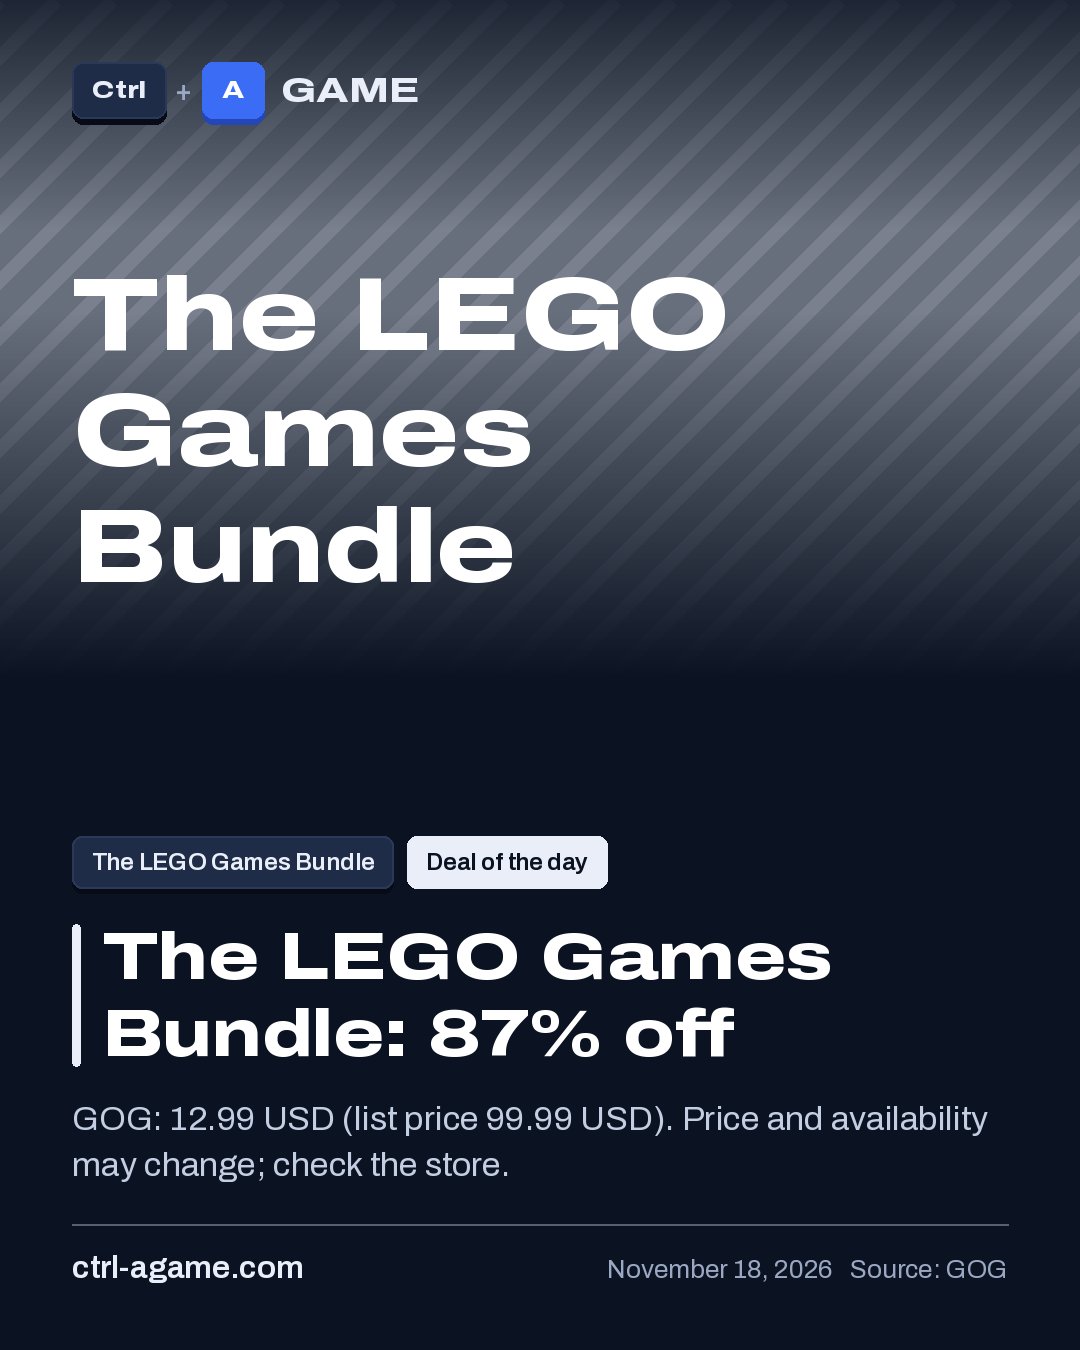 Ctrl + A GAME
The LEGO
Games
Bundle
The LEGO Games Bundle Deal of the day
The LEGO Games
Bundle: 87% off
GOG: 12.99 USD (list price 99.99 USD). Price and availability
may change; check the store.
ctrl-agame.com November 18, 2026 Source: GOG